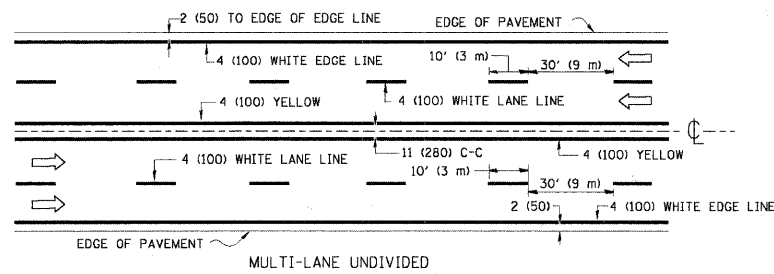 2 (50) TO EDGE OF EDGE LINE
EDGE OF PAVEMENT
4 (100) WHITE EDGE LINE
10' (3 m)
30' (9 m)
4 (100) YELLOW
4 (100) WHITE LANE LINE
℄
4 (100) WHITE LANE LINE
11 (280) C-C
4 (100) YELLOW
10' (3 m)
30' (9 m)
2 (50)
4 (100) WHITE EDGE LINE
EDGE OF PAVEMENT
MULTI-LANE UNDIVIDED